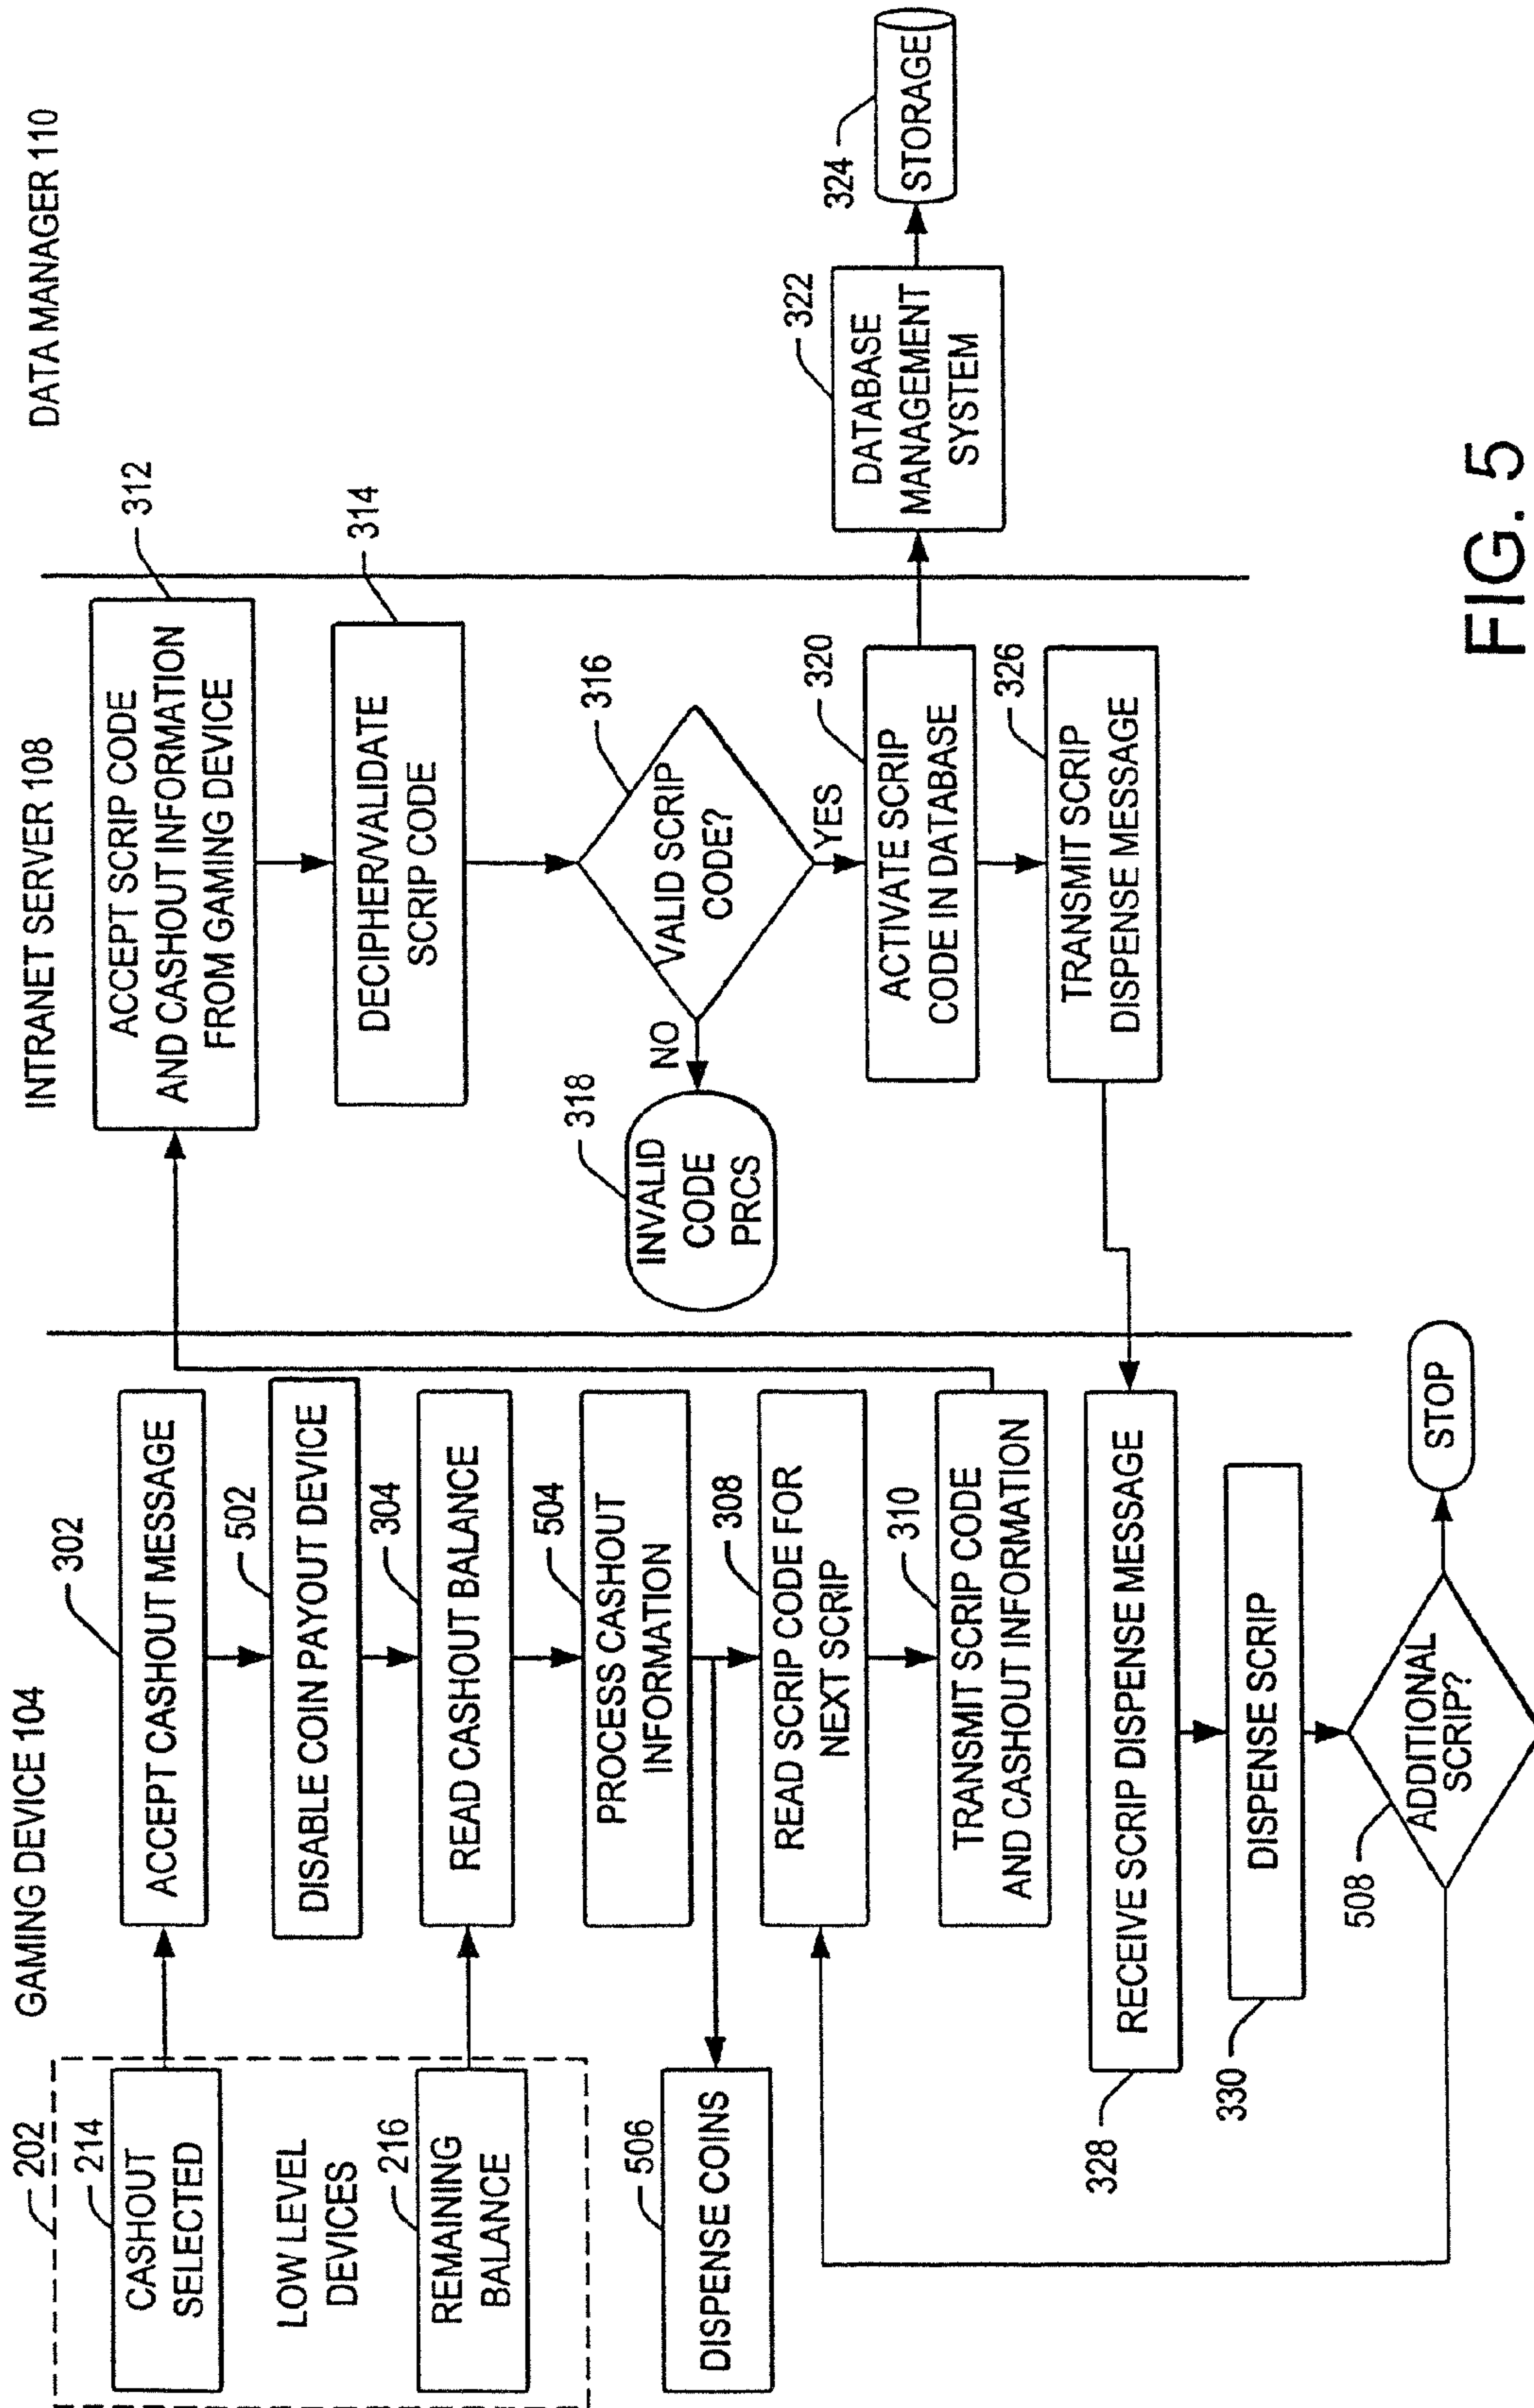 GAMING DEVICE 104
INTRANET SERVER 108
DATA MANAGER 110
202
214
CASHOUT
SELECTED
LOW LEVEL
DEVICES
216
REMAINING
BALANCE
506
DISPENSE COINS
302
ACCEPT CASHOUT MESSAGE
502
DISABLE COIN PAYOUT DEVICE
304
READ CASHOUT BALANCE
504
PROCESS CASHOUT
INFORMATION
308
READ SCRIP CODE FOR
NEXT SCRIP
310
TRANSMIT SCRIP CODE
AND CASHOUT INFORMATION
RECEIVE SCRIP DISPENSE MESSAGE
328
DISPENSE SCRIP
330
ADDITIONAL
SCRIP?
508
STOP
312
ACCEPT SCRIP CODE
AND CASHOUT INFORMATION
FROM GAMING DEVICE
314
DECIPHER/VALIDATE
SCRIP CODE
316
VALID SCRIP
CODE?
NO
YES
318
INVALID
CODE
PRCS
320
ACTIVATE SCRIP
CODE IN DATABASE
326
TRANSMIT SCRIP
DISPENSE MESSAGE
322
DATABASE
MANAGEMENT
SYSTEM
324
STORAGE
FIG. 5